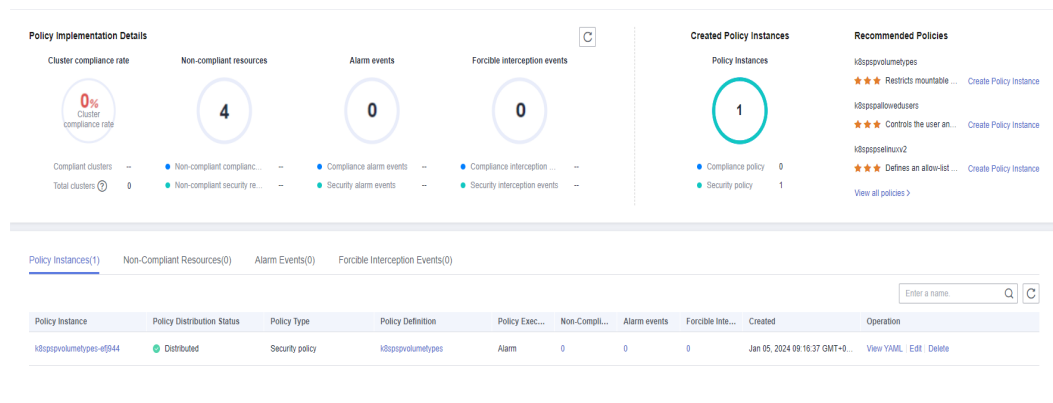 Policy Implementation Details
Cluster compliance rate
Non-compliant resources
Alarm events
Forcible interception events
0%
Cluster
compliance rate
4
0
0
Compliant clusters --
Non-compliant complianc... --
Compliance alarm events --
Compliance interception ... --
Total clusters ? 0
Non-compliant security re... --
Security alarm events --
Security interception events --
Created Policy Instances
Policy Instances
1
Compliance policy 0
Security policy 1
Recommended Policies
k8spspvolumetypes
Restricts mountable ... Create Policy Instance
k8spspallowedusers
Controls the user an... Create Policy Instance
k8spspselinuxv2
Defines an allow-list ... Create Policy Instance
View all policies >
Policy Instances(1) Non-Compliant Resources(0) Alarm Events(0) Forcible Interception Events(0)
Enter a name.
Policy Instance Policy Distribution Status Policy Type Policy Definition Policy Exec... Non-Compli... Alarm events Forcible Inte... Created Operation
k8spspvolumetypes-efj944 Distributed Security policy k8spspvolumetypes Alarm 0 0 0 Jan 05, 2024 09:16:37 GMT+0... View YAML | Edit | Delete